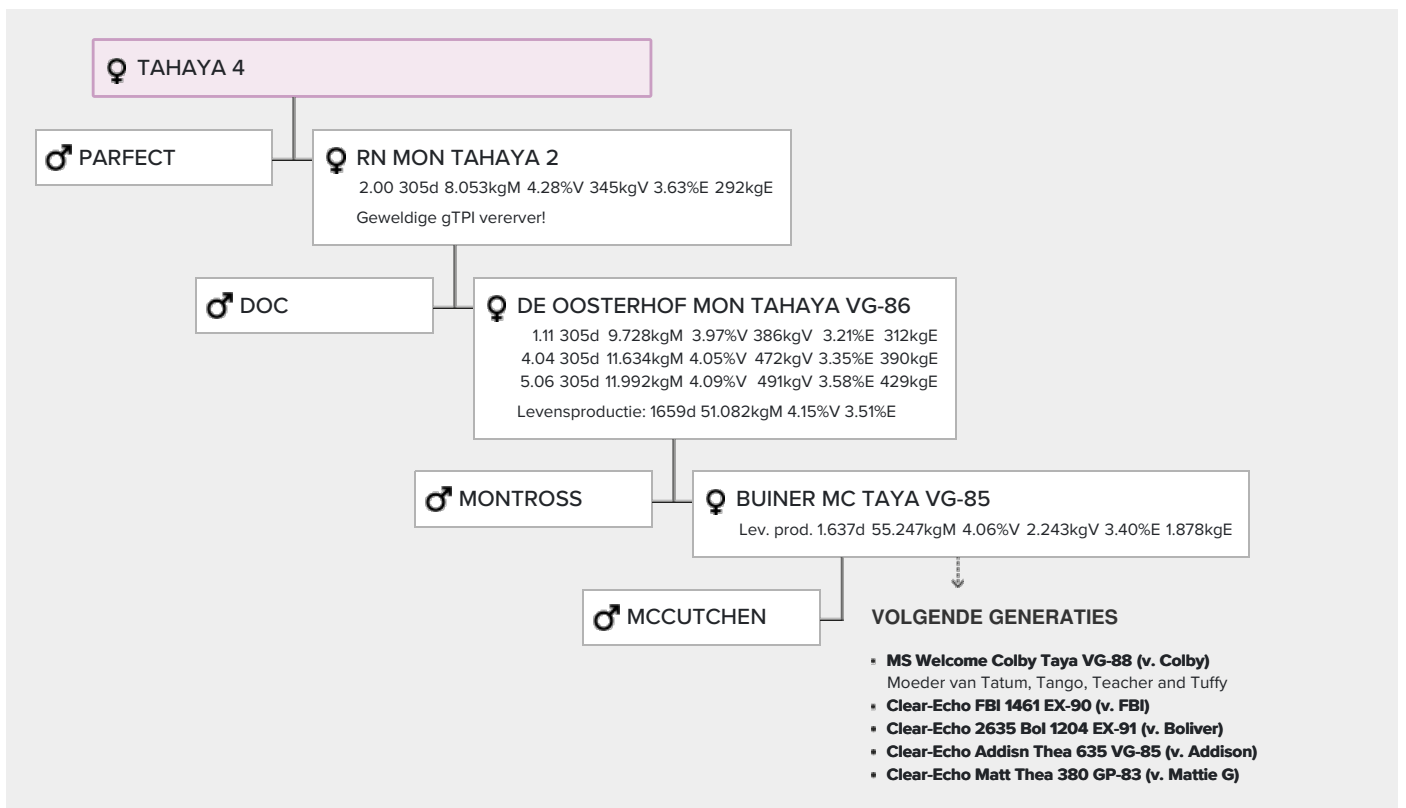 TAHAYA 4
PARFECT
RN MON TAHAYA 2
2.00 305d 8.053kgM 4.28%V 345kgV 3.63%E 292kgE
Geweldige gTPI vererver!
DOC
DE OOSTERHOF MON TAHAYA VG-86
1.11 305d 9.728kgM 3.97%V 386kgV 3.21%E 312kgE
4.04 305d 11.634kgM 4.05%V 472kgV 3.35%E 390kgE
5.06 305d 11.992kgM 4.09%V 491kgV 3.58%E 429kgE
Levensproductie: 1659d 51.082kgM 4.15%V 3.51%E
MONTROSS
BUINER MC TAYA VG-85
Lev. prod. 1.637d 55.247kgM 4.06%V 2.243kgV 3.40%E 1.878kgE
MCCUTCHEN
VOLGENDE GENERATIES
MS Welcome Colby Taya VG-88 (v. Colby)
Moeder van Tatum, Tango, Teacher and Tuffy
Clear-Echo FBI 1461 EX-90 (v. FBI)
Clear-Echo 2635 Bol 1204 EX-91 (v. Boliver)
Clear-Echo Addisn Thea 635 VG-85 (v. Addison)
Clear-Echo Matt Thea 380 GP-83 (v. Mattie G)